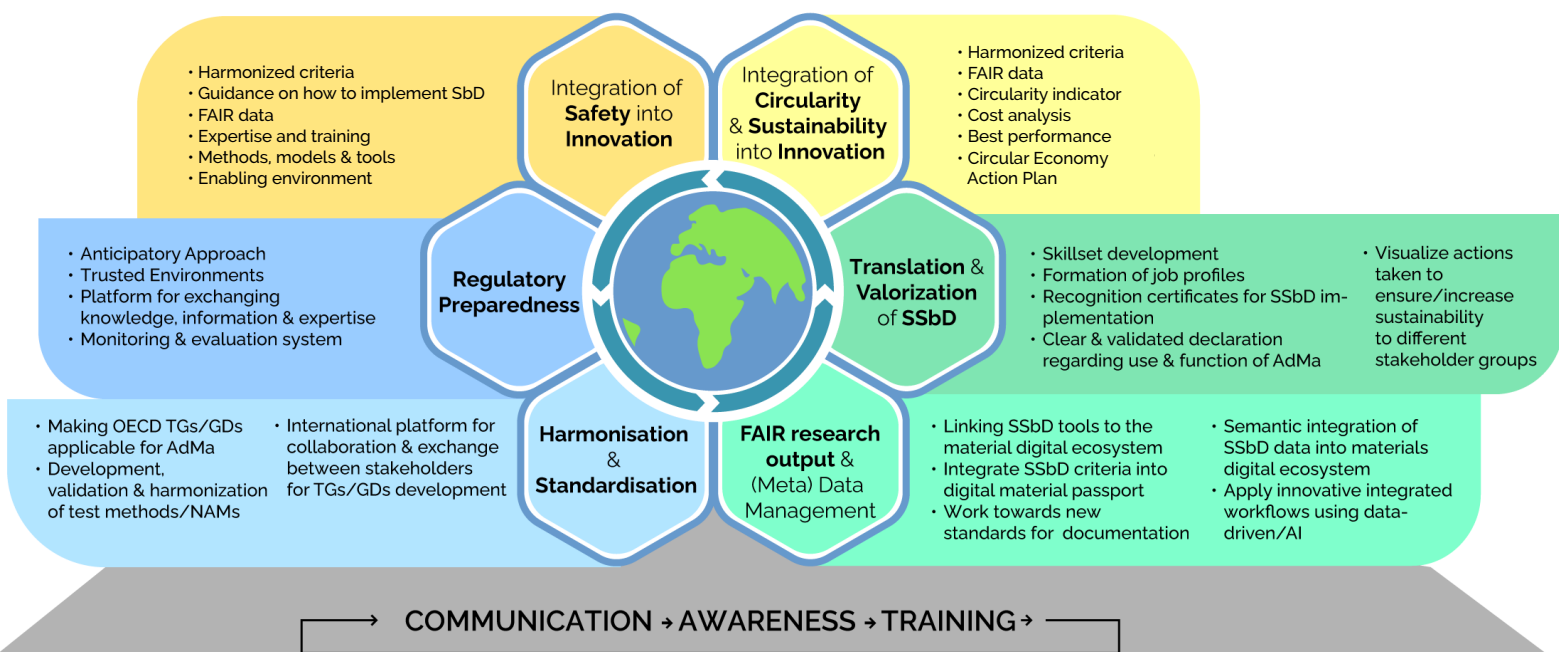 • Harmonized criteria
• Guidance on how to implement SbD
• FAIR data
• Expertise and training
• Methods, models & tools
• Enabling environment
Integration of
Safety into
Innovation
Integration of
Circularity
& Sustainability
into Innovation
• Harmonized criteria
• FAIR data
• Circularity indicator
• Cost analysis
• Best performance
• Circular Economy
Action Plan
• Anticipatory Approach
• Trusted Environments
• Platform for exchanging
knowledge, information & expertise
• Monitoring & evaluation system
Regulatory
Preparedness
Translation &
Valorization
of SSbD
• Skillset development
• Formation of job profiles
• Recognition certificates for SSbD im-
plementation
• Clear & validated declaration
regarding use & function of AdMa
• Visualize actions
taken to
ensure/increase
sustainability
to different
stakeholder groups
• Making OECD TGs/GDs
applicable for AdMa
• Development,
validation & harmonization
of test methods/NAMs
• International platform for
collaboration & exchange
between stakeholders
for TGs/GDs development
Harmonisation
&
Standardisation
FAIR research
output &
(Meta) Data
Management
• Linking SSbD tools to the
material digital ecosystem
• Integrate SSbD criteria into
digital material passport
• Work towards new
standards for documentation
• Semantic integration of
SSbD data into materials
digital ecosystem
• Apply innovative integrated
workflows using data-
driven/AI
COMMUNICATION → AWARENESS → TRAINING →